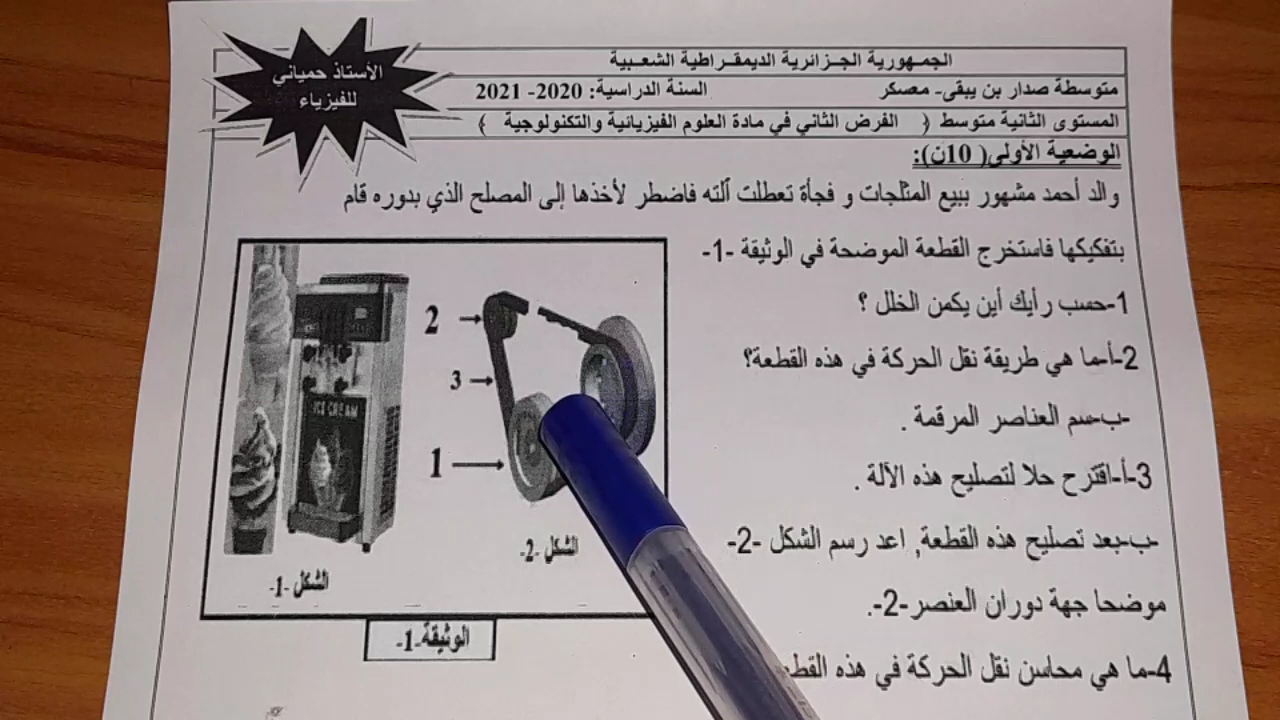 الأستاذ حمياني
للفيزياء
الجمهورية الجزائرية الديمقراطية الشعبية
متوسطة صدار بن يبقى- معسكر السنة الدراسية: 2020- 2021
المستوى الثانية متوسط ( الفرض الثاني في مادة العلوم الفيزيائية والتكنولوجية )
الوضعية الأولى( 10ن):
والد أحمد مشهور ببيع المثلجات و فجأة تعطلت آلته فاضطر لأخذها إلى المصلح الذي بدوره قام
بتفكيكها فاستخرج القطعة الموضحة في الوثيقة -1-
1-حسب رأيك أين يكمن الخلل ؟
2-أ-ما هي طريقة نقل الحركة في هذه القطعة؟
-ب-سم العناصر المرقمة .
3-أ-اقترح حلا لتصليح هذه الآلة .
-ب-بعد تصليح هذه القطعة, اعد رسم الشكل -2-
موضحا جهة دوران العنصر-2-.
4-ما هي محاسن نقل الحركة في هذه
2
3
1
ICE CREAM
الشكل -2-
الشكل -1-
الوثيقة-1-